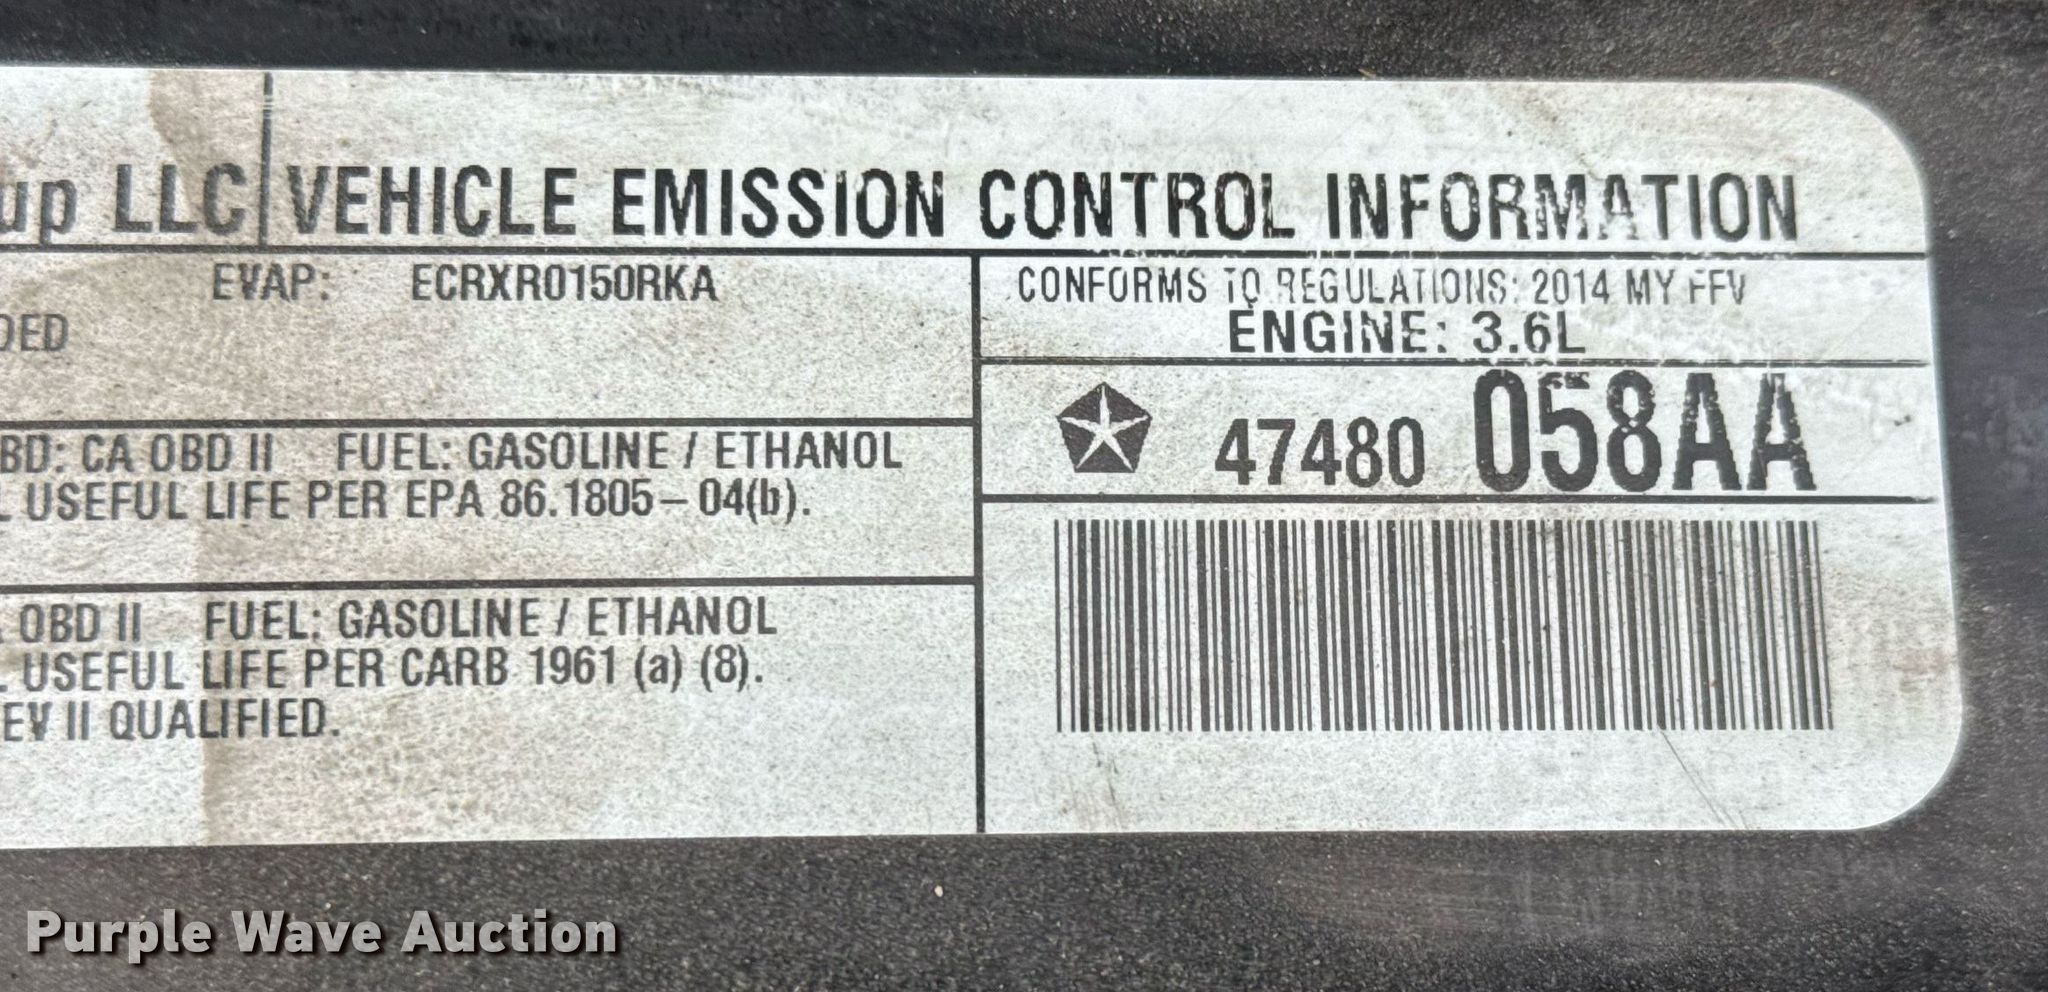 up LLC VEHICLE EMISSION CONTROL INFORMATION
EVAP: ECRXR0150RKA
DED
BD: CA OBD II FUEL: GASOLINE / ETHANOL
L USEFUL LIFE PER EPA 86.1805-04(b).
OBD II FUEL: GASOLINE / ETHANOL
USEFUL LIFE PER CARB 1961 (a) (8).
EV II QUALIFIED.
CONFORMS TO REGULATIONS: 2014 MY FFV
ENGINE: 3.6L
47480 058AA
Purple Wave Auction